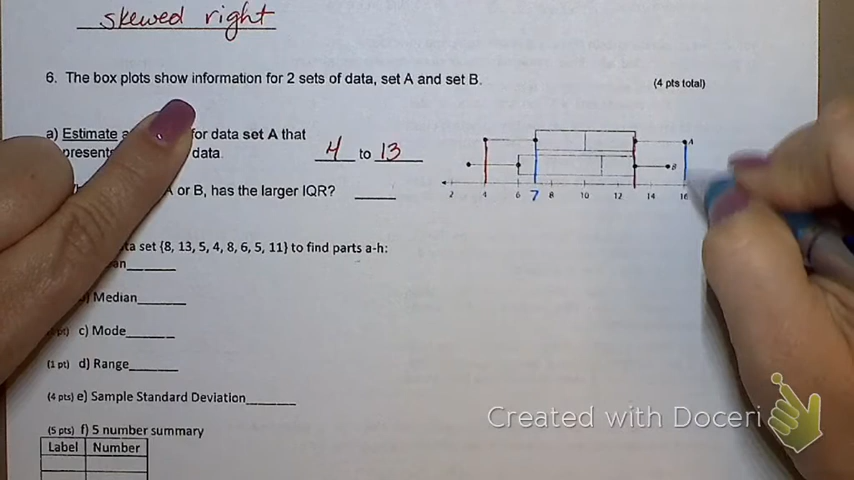 skewed right
6. The box plots show information for 2 sets of data, set A and set B. (4 pts total)
a) Estimate for data set A that
data. 4 to 13
A or B, has the larger IQR?
A
B
2 4 6 7 8 10 12 14 16
set {8, 13, 5, 4, 8, 6, 5, 11} to find parts a-h:
Median
c) Mode
(1 pt) d) Range
(4 pts) e) Sample Standard Deviation
(5 pts) f) 5 number summary
Label Number
Created with Doceri